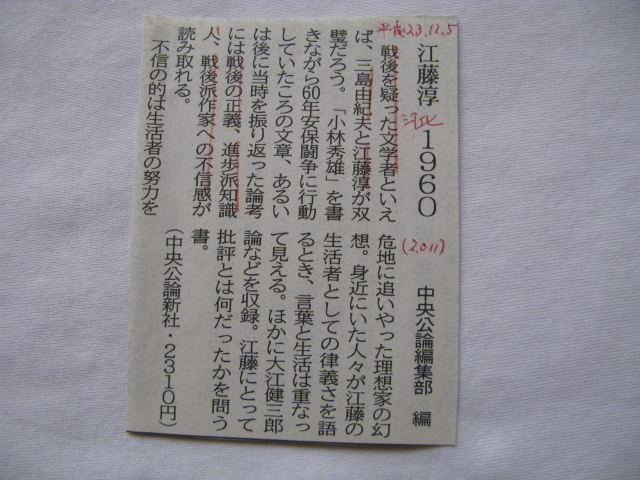 平成23.12.5
江藤淳 1960
河北
(2011)
中央公論編集部 編
戦後を疑った文学者といえ
ば、三島由紀夫と江藤淳が双
璧だろう。「小林秀雄」を書
きながら60年安保闘争に行動
していたころの文章、あるい
は後に当時を振り返った論考
には戦後の正義、進歩派知識
人、戦後派作家への不信感が
読み取れる。
不信の的は生活者の努力を
危地に追いやった理想家の幻
想。身近にいた人々が江藤の
生活者としての律義さを語
るとき、言葉と生活は重なっ
て見える。ほかに大江健三郎
論などを収録。江藤にとって
批評とは何だったかを問う
書。
(中央公論新社・2310円)